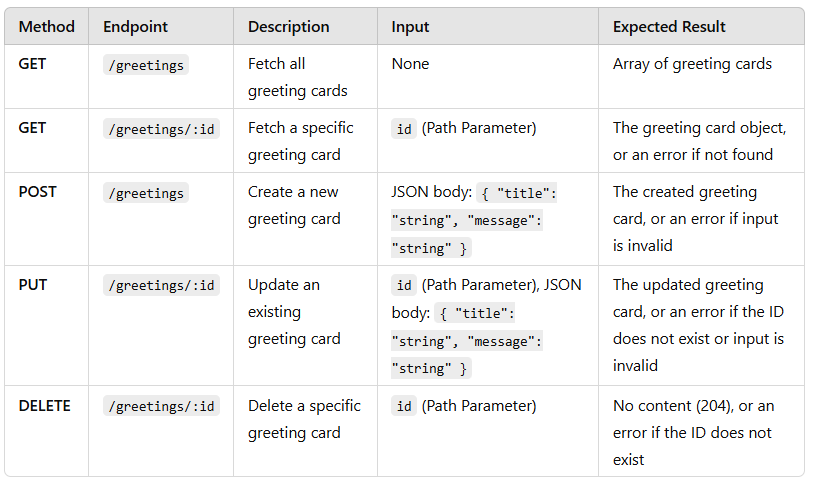 Method Endpoint Description Input Expected Result
GET /greetings Fetch all None Array of greeting cards
greeting cards
GET /greetings/:id Fetch a specific id (Path Parameter) The greeting card object,
greeting card or an error if not found
POST /greetings Create a new JSON body: { "title": The created greeting
greeting card "string", "message": card, or an error if input
"string" } is invalid
PUT /greetings/:id Update an id (Path Parameter), JSON The updated greeting
existing body: { "title": card, or an error if the ID
greeting card "string", "message": does not exist or input is
"string" } invalid
DELETE /greetings/:id Delete a specific id (Path Parameter) No content (204), or an
greeting card error if the ID does not
exist